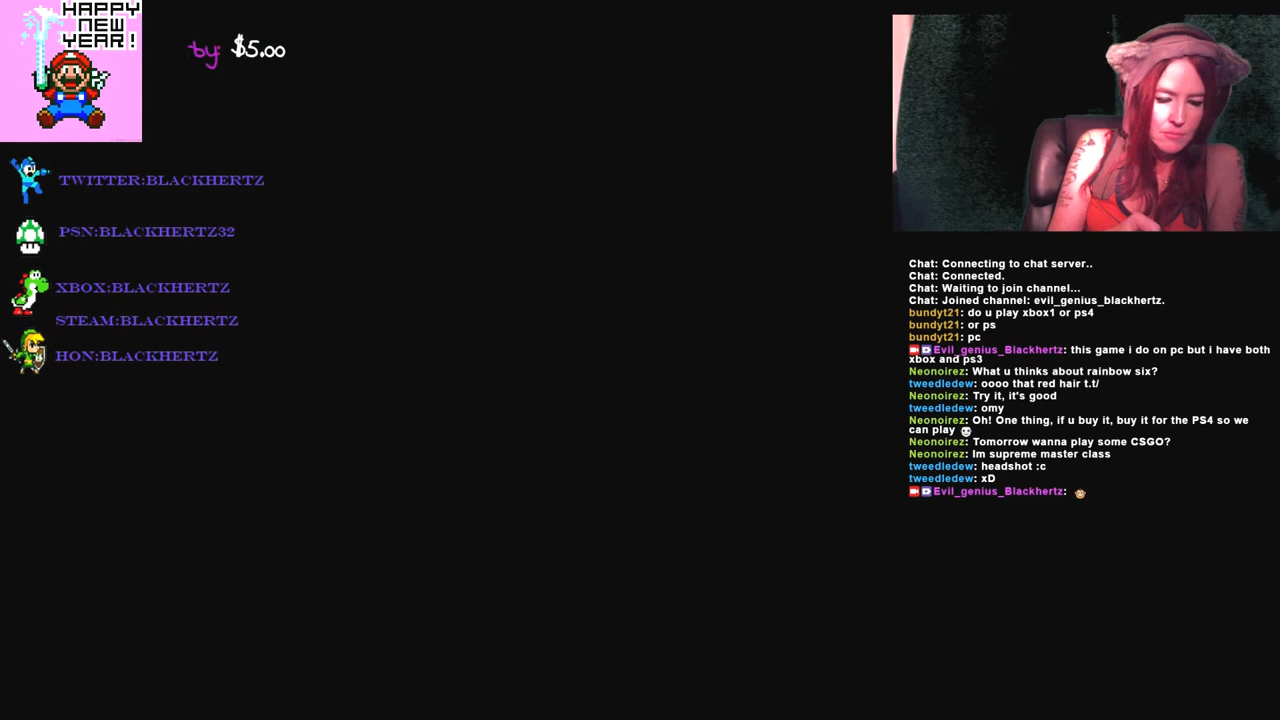 HAPPY
NEW
YEAR!
by: $5.00
TWITTER:BLACKHERTZ
PSN:BLACKHERTZ32
XBOX:BLACKHERTZ
STEAM:BLACKHERTZ
HON:BLACKHERTZ
Chat: Connecting to chat server..
Chat: Connected.
Chat: Waiting to join channel...
Chat: Joined channel: evil_genius_blackhertz.
bundyt21: do u play xbox1 or ps4
bundyt21: or ps
bundyt21: pc
Evil_genius_Blackhertz: this game i do on pc but i have both
xbox and ps3
Neonoirez: What u thinks about rainbow six?
tweedledew: oooo that red hair t.t/
Neonoirez: Try it, it's good
tweedledew: omy
Neonoirez: Oh! One thing, if u buy it, buy it for the PS4 so we
can play
Neonoirez: Tomorrow wanna play some CSGO?
Neonoirez: Im supreme master class
tweedledew: headshot :c
tweedledew: xD
Evil_genius_Blackhertz: